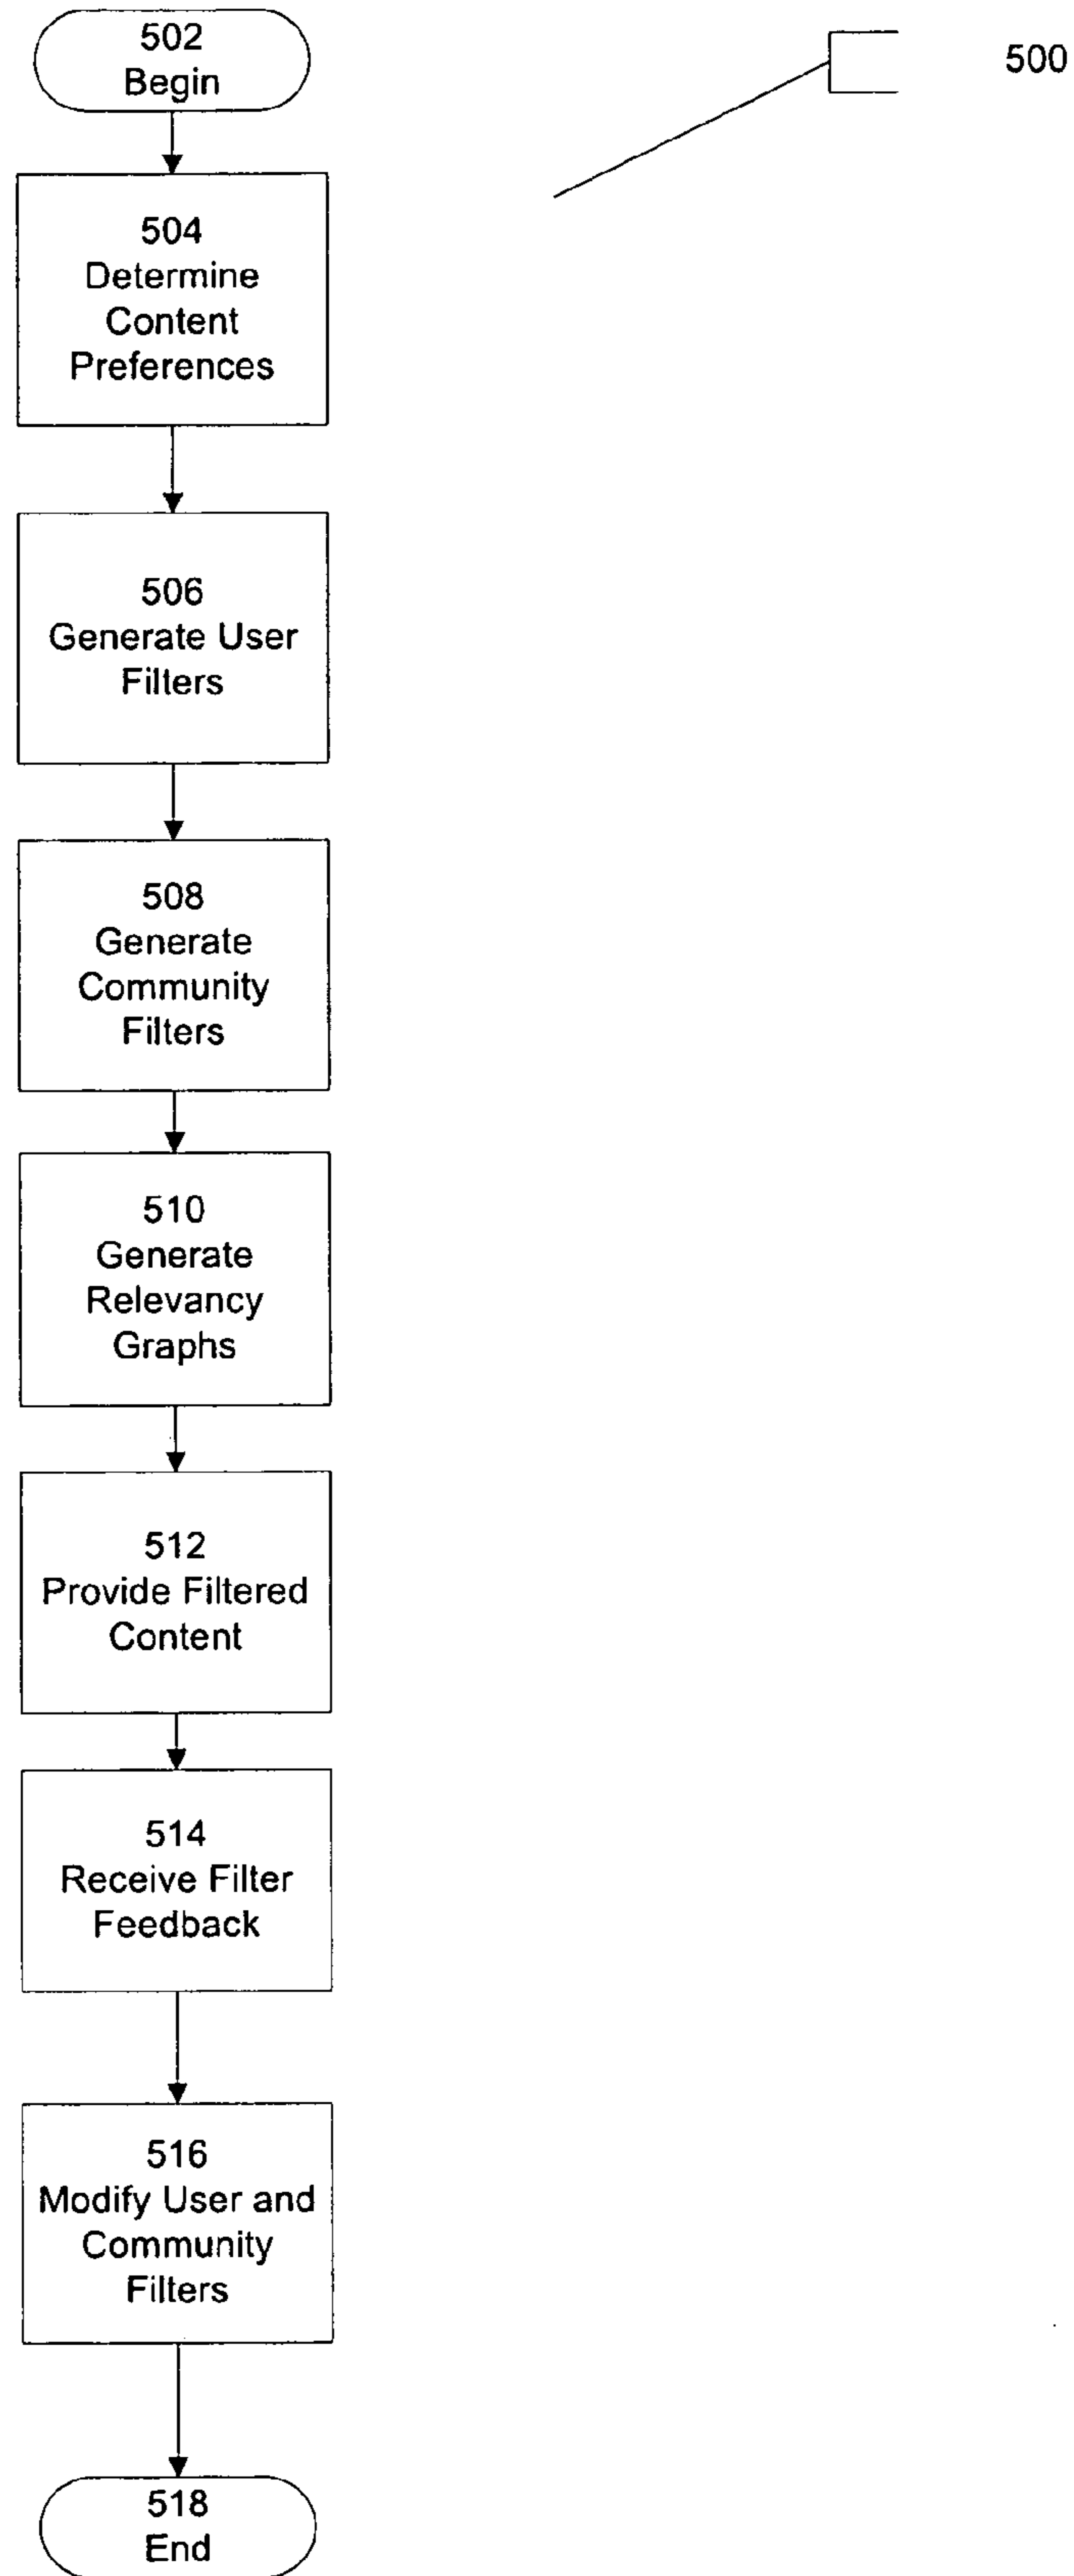 502
Begin
500
504
Determine
Content
Preferences
506
Generate User
Filters
508
Generate
Community
Filters
510
Generate
Relevancy
Graphs
512
Provide Filtered
Content
514
Receive Filter
Feedback
516
Modify User and
Community
Filters
518
End